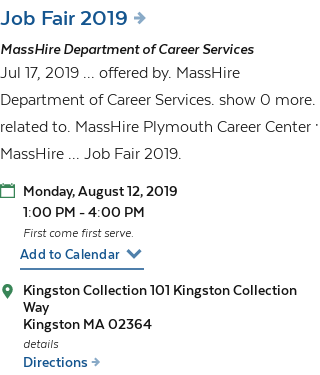 Job Fair 2019
MassHire Department of Career Services
Jul 17, 2019 ... offered by. MassHire
Department of Career Services. show 0 more.
related to. MassHire Plymouth Career Center ·
MassHire ... Job Fair 2019.
Monday, August 12, 2019
1:00 PM - 4:00 PM
First come first serve.
Add to Calendar
Kingston Collection 101 Kingston Collection
Way
Kingston MA 02364
details
Directions